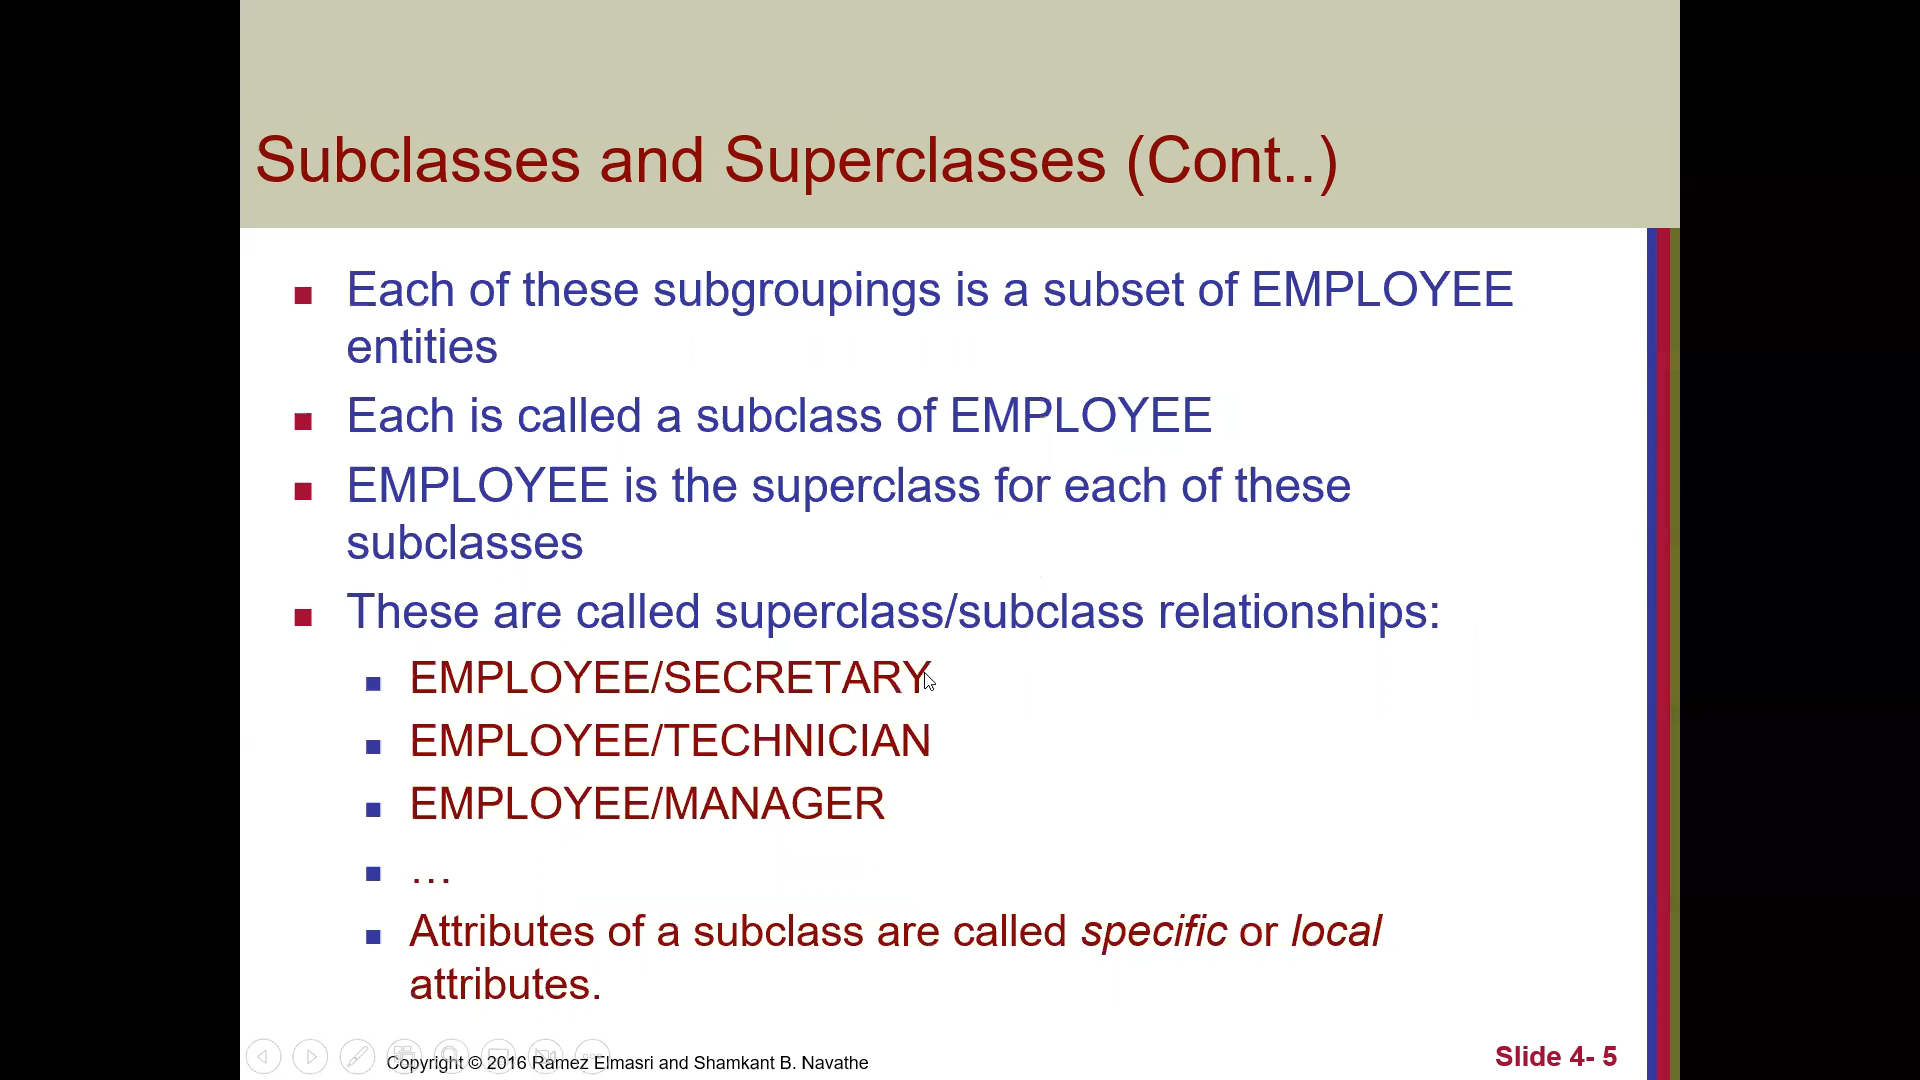 Subclasses and Superclasses (Cont..)
Each of these subgroupings is a subset of EMPLOYEE
entities
Each is called a subclass of EMPLOYEE
EMPLOYEE is the superclass for each of these
subclasses
These are called superclass/subclass relationships:
EMPLOYEE/SECRETARY
EMPLOYEE/TECHNICIAN
EMPLOYEE/MANAGER
…
Attributes of a subclass are called specific or local
attributes.
Copyright © 2016 Ramez Elmasri and Shamkant B. Navathe
Slide 4- 5